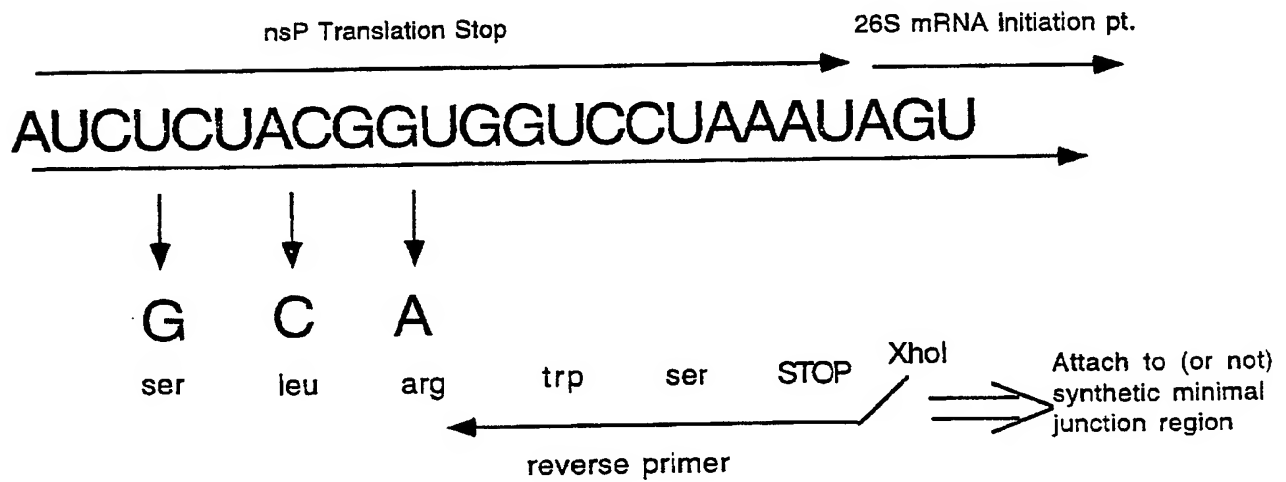 nsP Translation Stop
26S mRNA Initiation pt.
AUCUCUACGGUGGUCCUAAAUAGU
G C A
ser leu arg trp ser STOP XhoI
Attach to (or not)
synthetic minimal
junction region
reverse primer